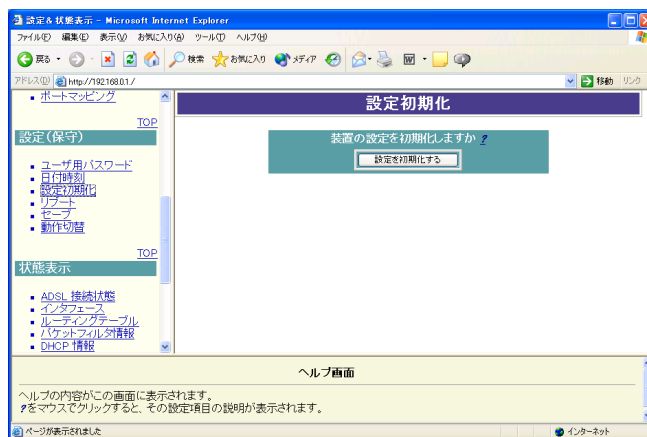 設定& 状態表示 - Microsoft Internet Explorer
ファイル(F) 編集(E) 表示(V) お気に入り(A) ツール(T) ヘルプ(H)
戻る 検索 お気に入り メディア
アドレス(D) http://192.168.0.1/ 移動 リンク
ポートマッピング
TOP
設定(保守)
ユーザ用パスワード
日付時刻
設定初期化
リブート
セーブ
動作切替
TOP
状態表示
ADSL 接続状態
インタフェース
ルーティングテーブル
パケットフィルタ情報
DHCP 情報
設定初期化
装置の設定を初期化しますか ?
設定を初期化する
ヘルプ画面
ヘルプの内容がこの画面に表示されます。
?をマウスでクリックすると、その設定項目の説明が表示されます。
ページが表示されました インターネット